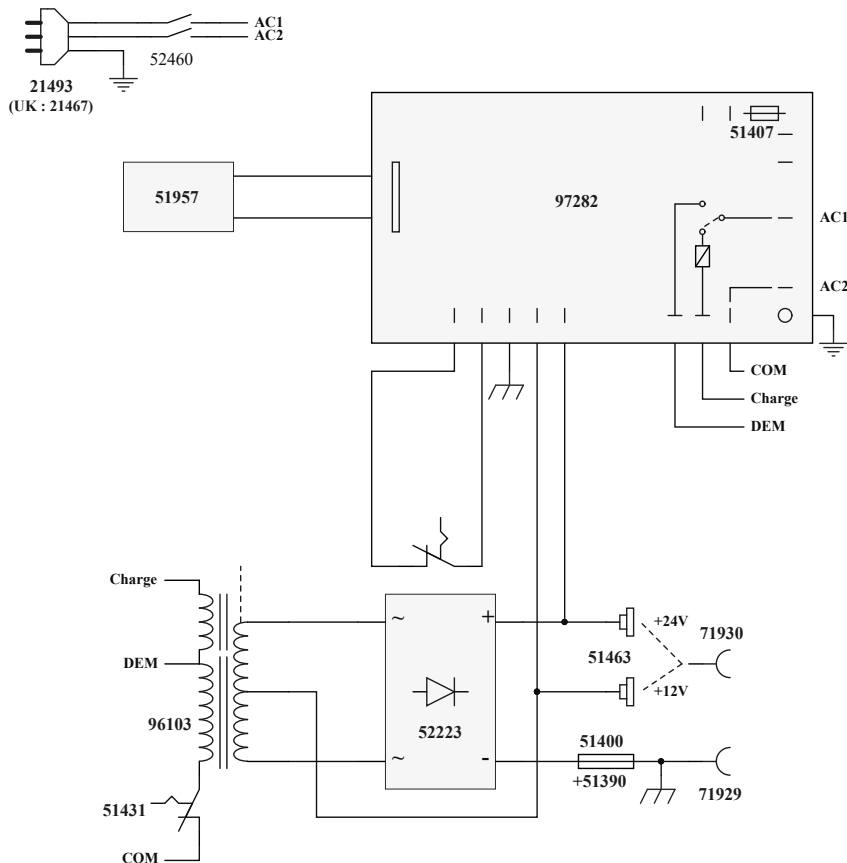 AC1
AC2
52460
21493
(UK : 21467)
51407
51957
97282
AC1
AC2
COM
Charge
DEM
Charge
~
+
+24V
71930
51463
DEM
+12V
96103
52223
51400
~
-
+51390
71929
51431
COM